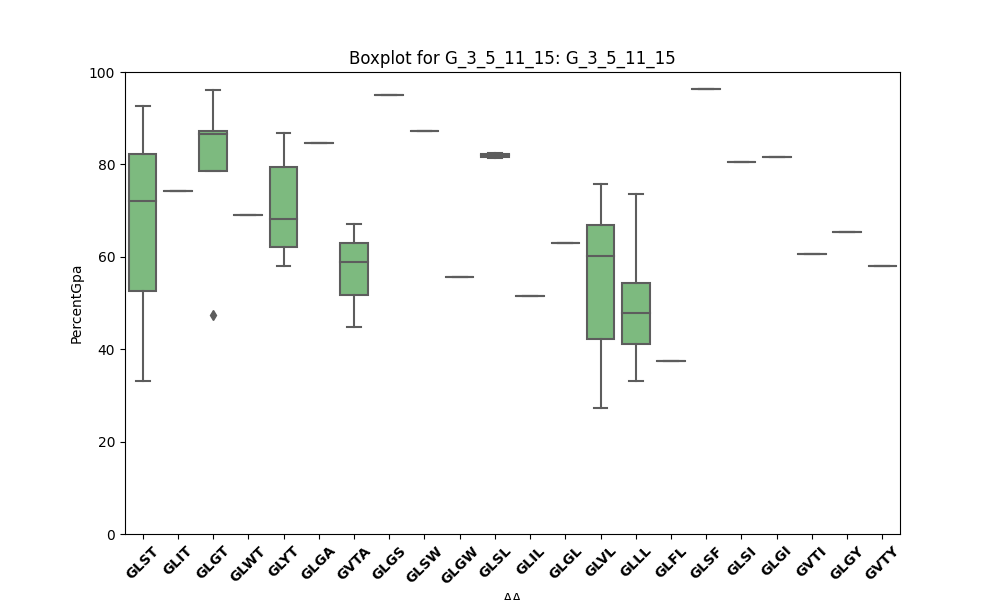 Boxplot for G_3_5_11_15: G_3_5_11_15
100
80
60
40
20
0
PercentGpa
GLST GLIT GLGT GLWT GLYT GLGA GVTA GLGS GLSW GLGW GLSL GLIL GLGL GLVL GLLL GLFL GLSF GLSI GLGI GVTI GLGY GVTY
AA